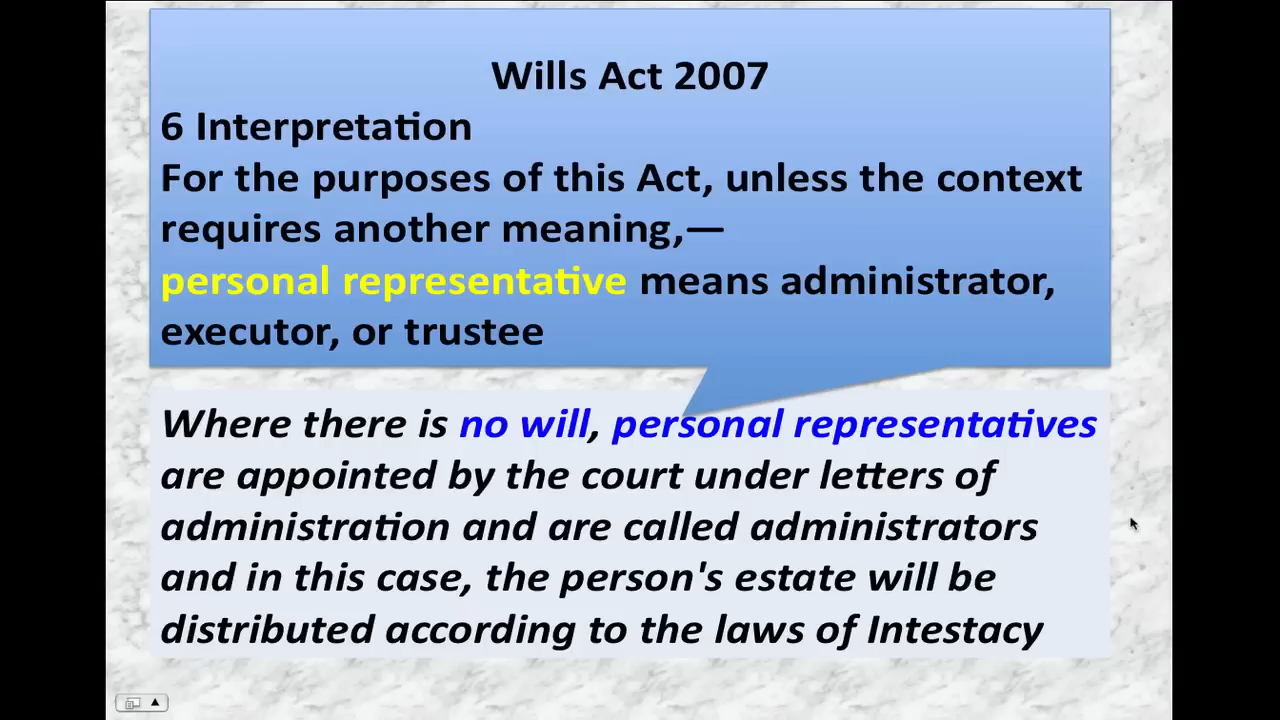 Wills Act 2007
6 Interpretation
For the purposes of this Act, unless the context
requires another meaning,—
personal representative means administrator,
executor, or trustee
Where there is no will, personal representatives
are appointed by the court under letters of
administration and are called administrators
and in this case, the person's estate will be
distributed according to the laws of Intestacy